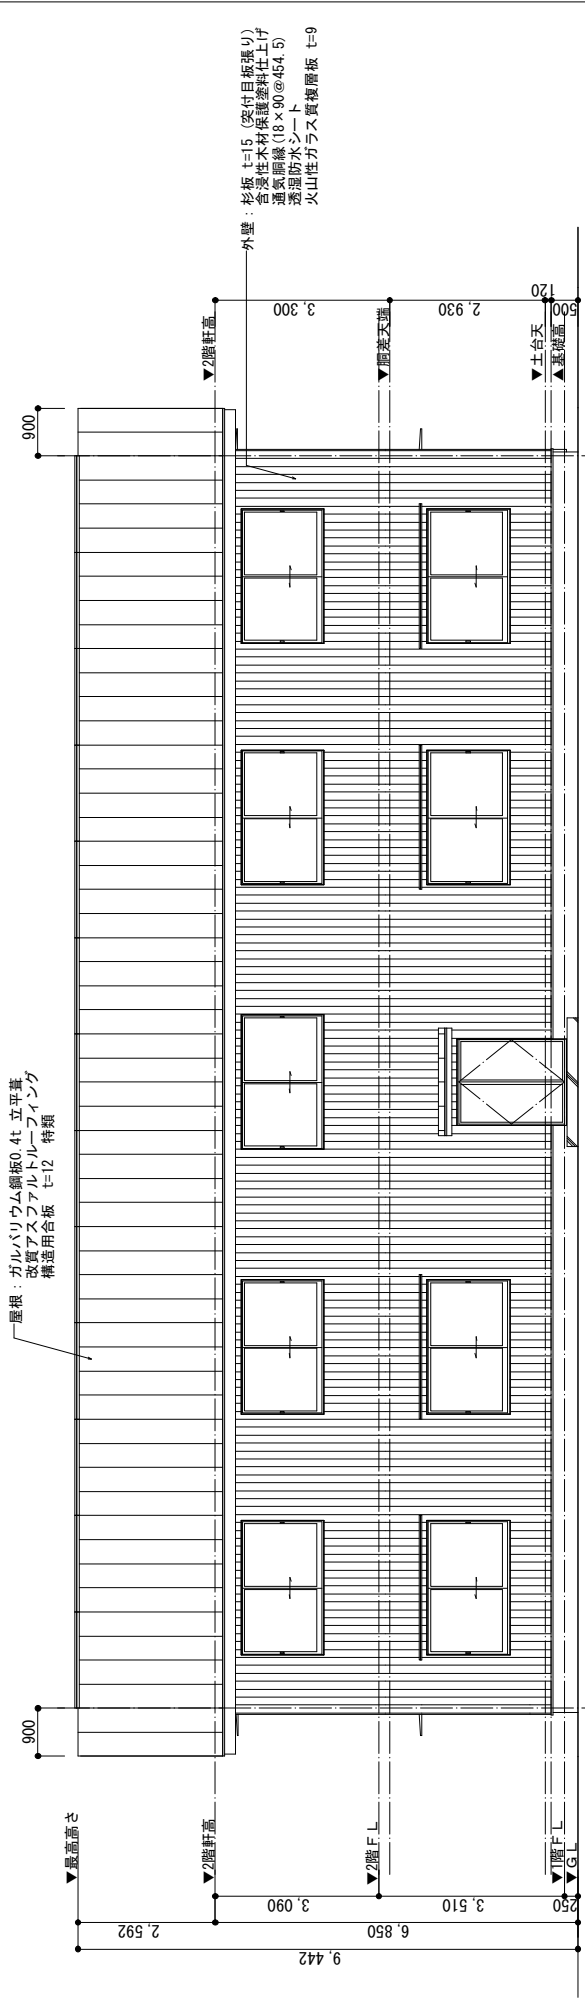 外壁：杉板 t=15 (突付目板張り)
含浸性木材保護塗料仕上げ
通気胴縁(18×90@454.5)
透湿防水シート
火山性ガラス質複層板 t=9
屋根：ガルバリウム鋼板0.4t 立平葺
改質アスファルトルーフィング
構造用合板 t=12 特類
900
900
▼2階軒高
▼胴差天端
▼土台天
▲基礎高
3,300
2,930
120
500
▼最高高さ
▼2階軒高
▼2階ＦＬ
▼1階ＦＬ
▼ＧＬ
3,090
3,510
250
2,592
6,850
9,442